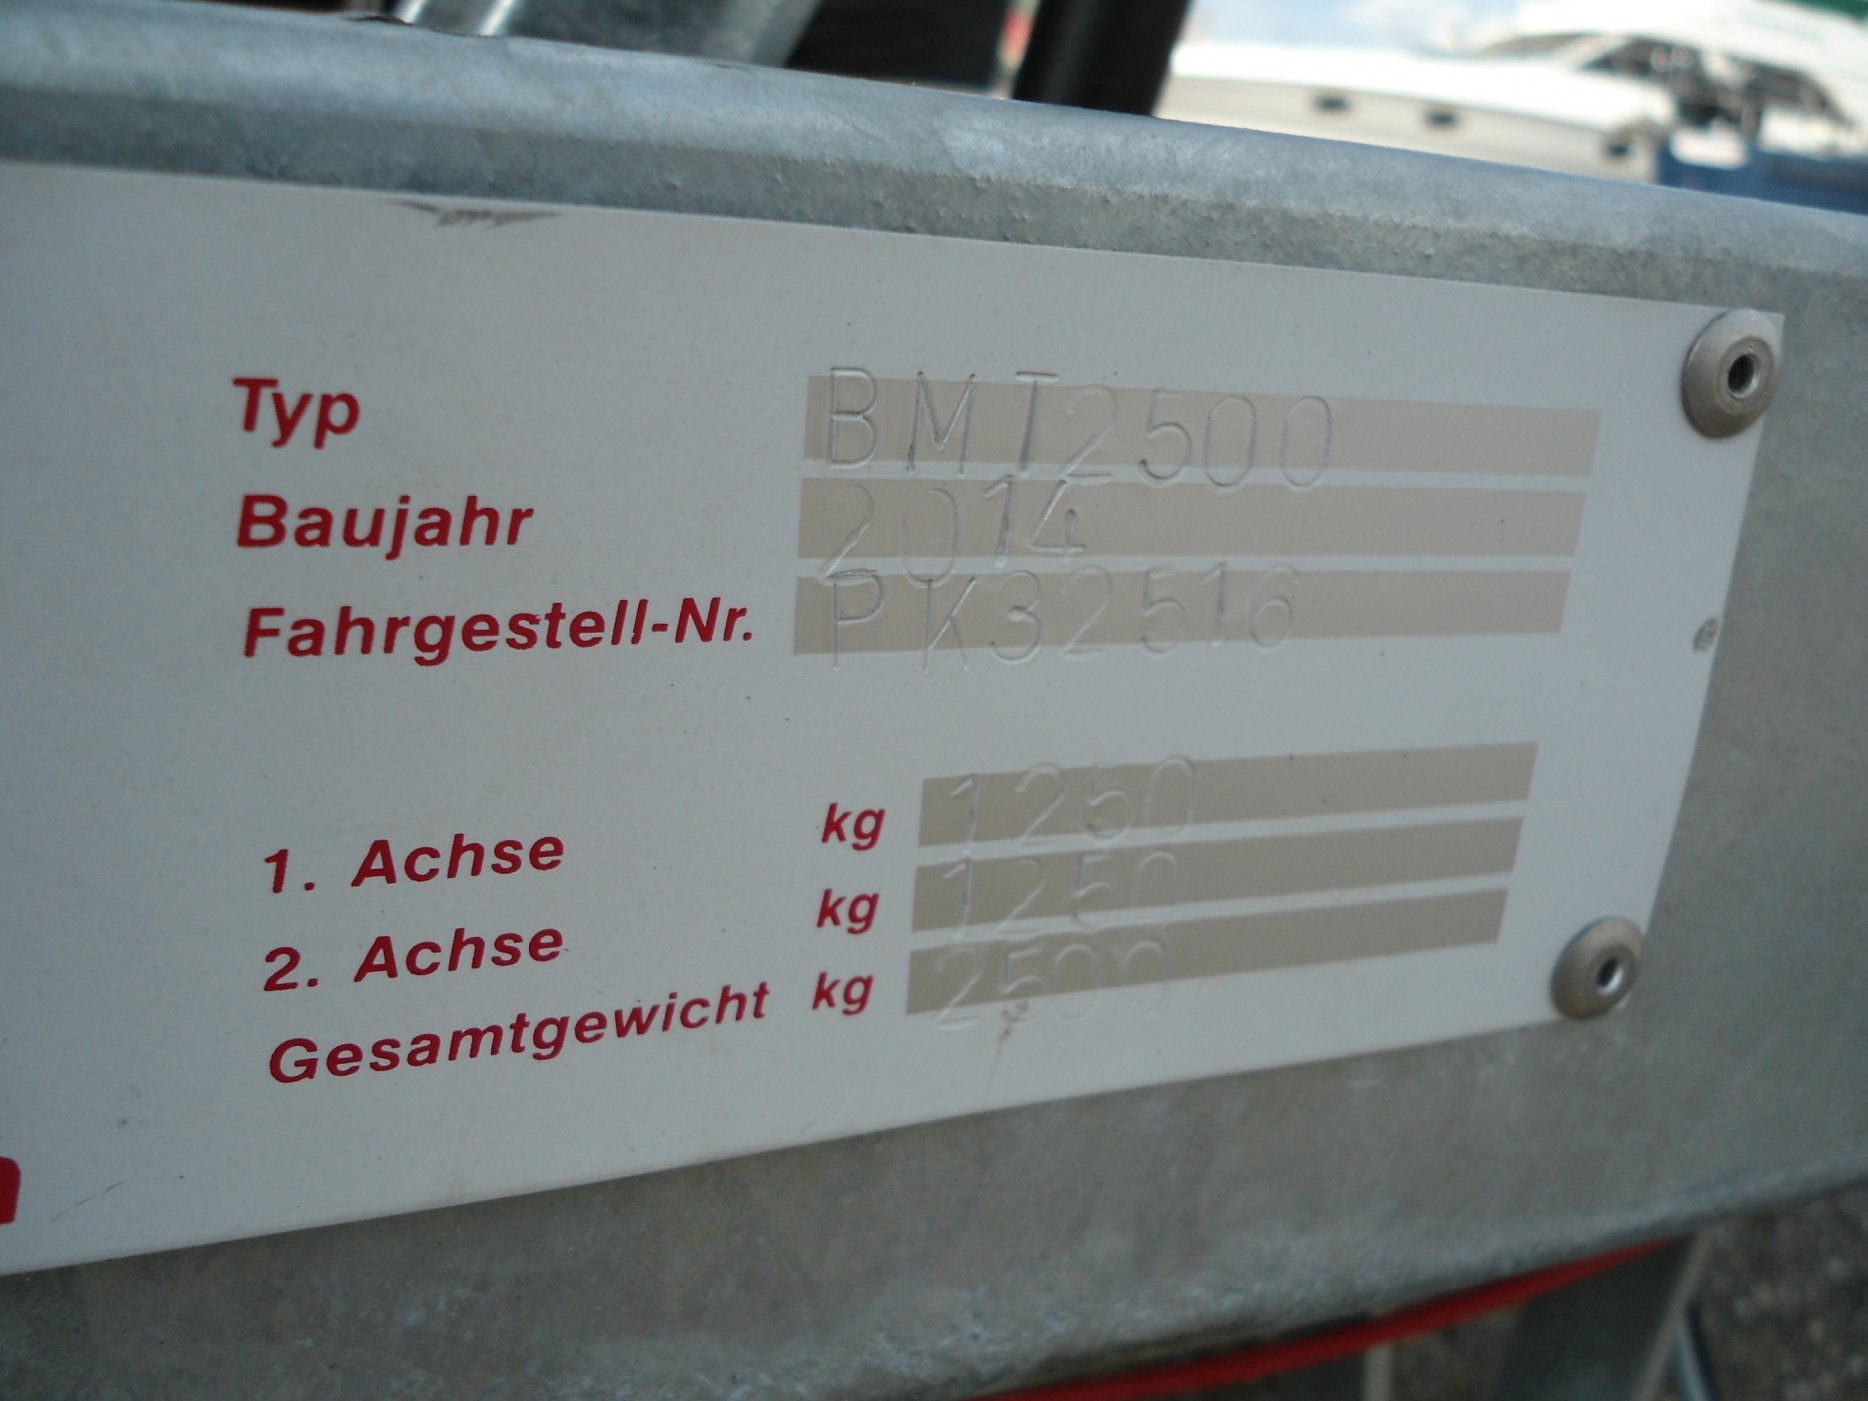 Typ BMT2500
Baujahr 2014
Fahrgestell-Nr. PK32516
1. Achse kg 1250
2. Achse kg 1250
Gesamtgewicht kg 2500